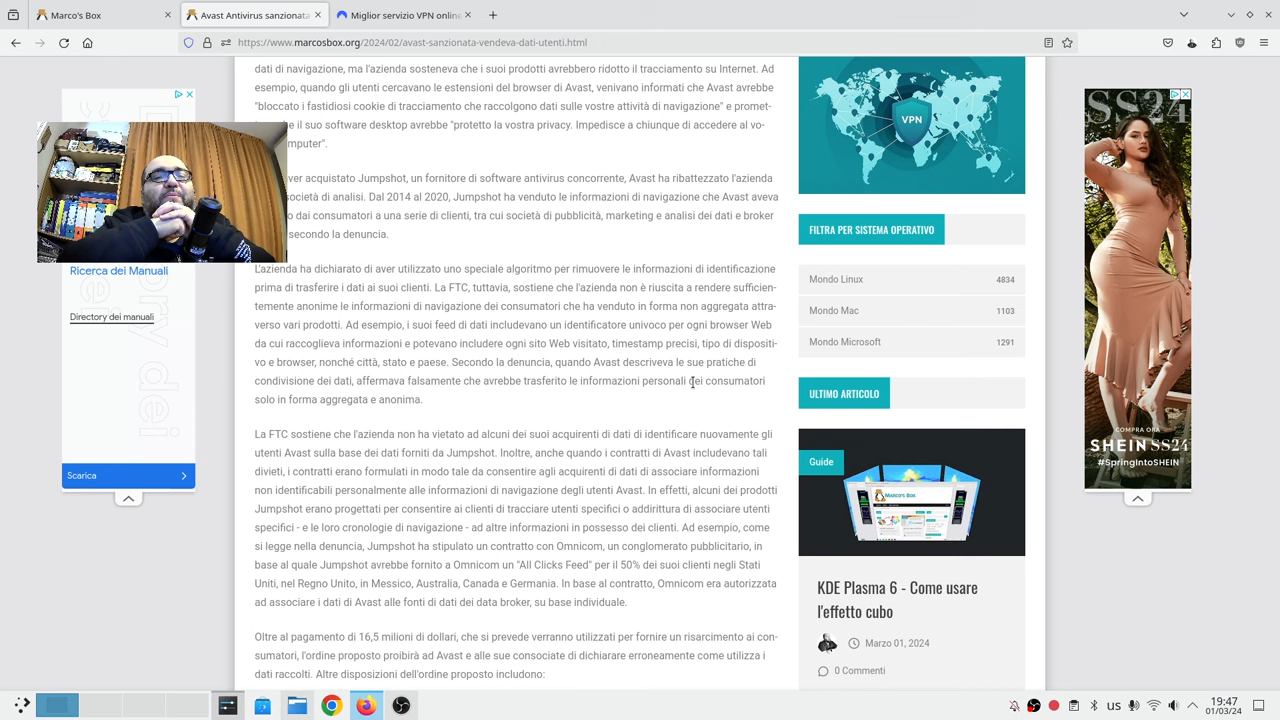 Marco's Box
Avast Antivirus sanzionata
Miglior servizio VPN online
https://www.marcosbox.org/2024/02/avast-sanzionata-vendeva-dati-utenti.html
dati di navigazione, ma l'azienda sosteneva che i suoi prodotti avrebbero ridotto il tracciamento su Internet. Ad
esempio, quando gli utenti cercavano le estensioni del browser di Avast, venivano informati che Avast avrebbe
"bloccato i fastidiosi cookie di tracciamento che raccolgono dati sulle vostre attività di navigazione" e promet-
e il suo software desktop avrebbe "protetto la vostra privacy. Impedisce a chiunque di accedere al vo-
mputer".
ver acquistato Jumpshot, un fornitore di software antivirus concorrente, Avast ha ribattezzato l'azienda
società di analisi. Dal 2014 al 2020, Jumpshot ha venduto le informazioni di navigazione che Avast aveva
o dai consumatori a una serie di clienti, tra cui società di pubblicità, marketing e analisi dei dati e broker
secondo la denuncia.
L'azienda ha dichiarato di aver utilizzato uno speciale algoritmo per rimuovere le informazioni di identificazione
prima di trasferire i dati ai suoi clienti. La FTC, tuttavia, sostiene che l'azienda non è riuscita a rendere sufficien-
temente anonime le informazioni di navigazione dei consumatori che ha venduto in forma non aggregata attra-
verso vari prodotti. Ad esempio, i suoi feed di dati includevano un identificatore univoco per ogni browser Web
da cui raccoglieva informazioni e potevano includere ogni sito Web visitato, timestamp precisi, tipo di dispositi-
vo e browser, nonché città, stato e paese. Secondo la denuncia, quando Avast descriveva le sue pratiche di
condivisione dei dati, affermava falsamente che avrebbe trasferito le informazioni personali dei consumatori
solo in forma aggregata e anonima.
La FTC sostiene che l'azienda non ha vietato ad alcuni dei suoi acquirenti di dati di identificare nuovamente gli
utenti Avast sulla base dei dati forniti da Jumpshot. Inoltre, anche quando i contratti di Avast includevano tali
divieti, i contratti erano formulati in modo tale da consentire agli acquirenti di dati di associare informazioni
non identificabili personalmente alle informazioni di navigazione degli utenti Avast. In effetti, alcuni dei prodotti
Jumpshot erano progettati per consentire ai clienti di tracciare utenti specifici o addirittura di associare utenti
specifici - e le loro cronologie di navigazione - ad altre informazioni in possesso dei clienti. Ad esempio, come
si legge nella denuncia, Jumpshot ha stipulato un contratto con Omnicom, un conglomerato pubblicitario, in
base al quale Jumpshot avrebbe fornito a Omnicom un "All Clicks Feed" per il 50% dei suoi clienti negli Stati
Uniti, nel Regno Unito, in Messico, Australia, Canada e Germania. In base al contratto, Omnicom era autorizzata
ad associare i dati di Avast alle fonti di dati dei data broker, su base individuale.
Oltre al pagamento di 16,5 milioni di dollari, che si prevede verranno utilizzati per fornire un risarcimento ai con-
sumatori, l'ordine proposto proibirà ad Avast e alle sue consociate di dichiarare erroneamente come utilizza i
dati raccolti. Altre disposizioni dell'ordine proposto includono:
Ricerca dei Manuali
Directory dei manuali
Scarica
VPN
FILTRA PER SISTEMA OPERATIVO
Mondo Linux 4834
Mondo Mac 1103
Mondo Microsoft 1291
ULTIMO ARTICOLO
Guide
KDE Plasma 6 - Come usare
l'effetto cubo
Marzo 01, 2024
0 Commenti
SS24
COMPRA ORA
SHEIN SS24
#SpringIntoSHEIN
us
19:47
01/03/24